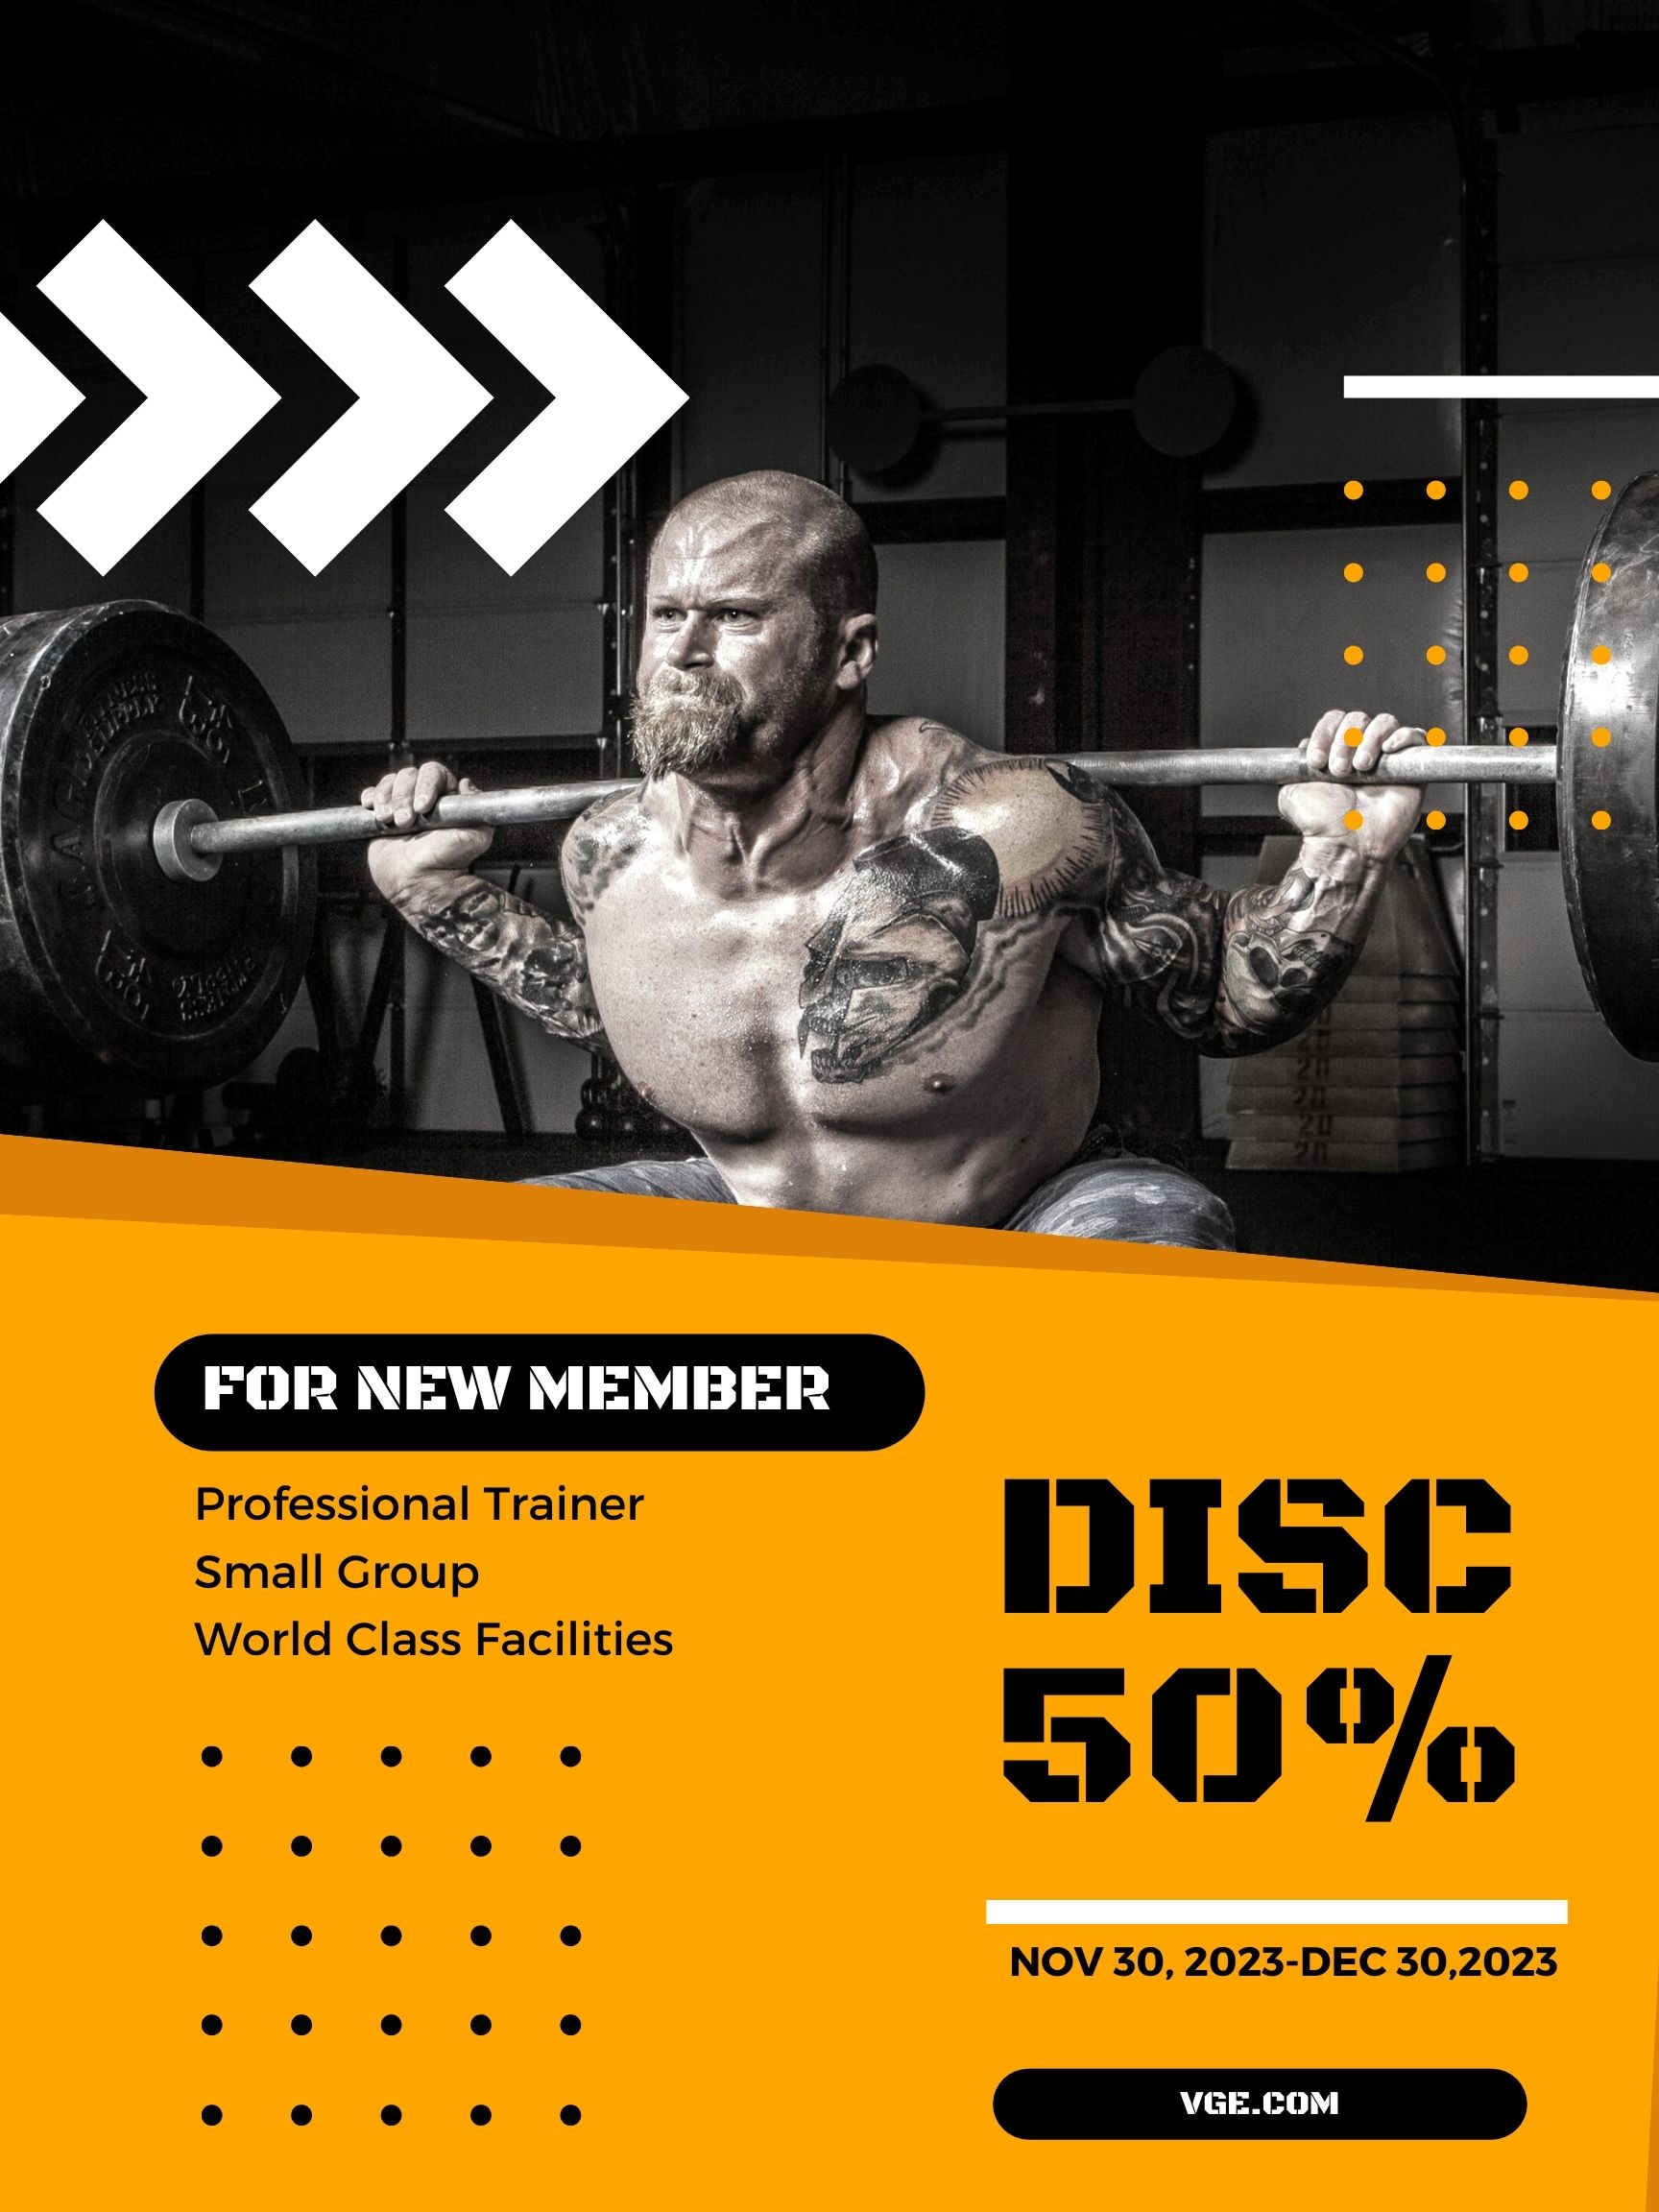 FOR NEW MEMBER
Professional Trainer
Small Group
World Class Facilities
DISC
50%
NOV 30, 2023-DEC 30,2023
VGE.COM